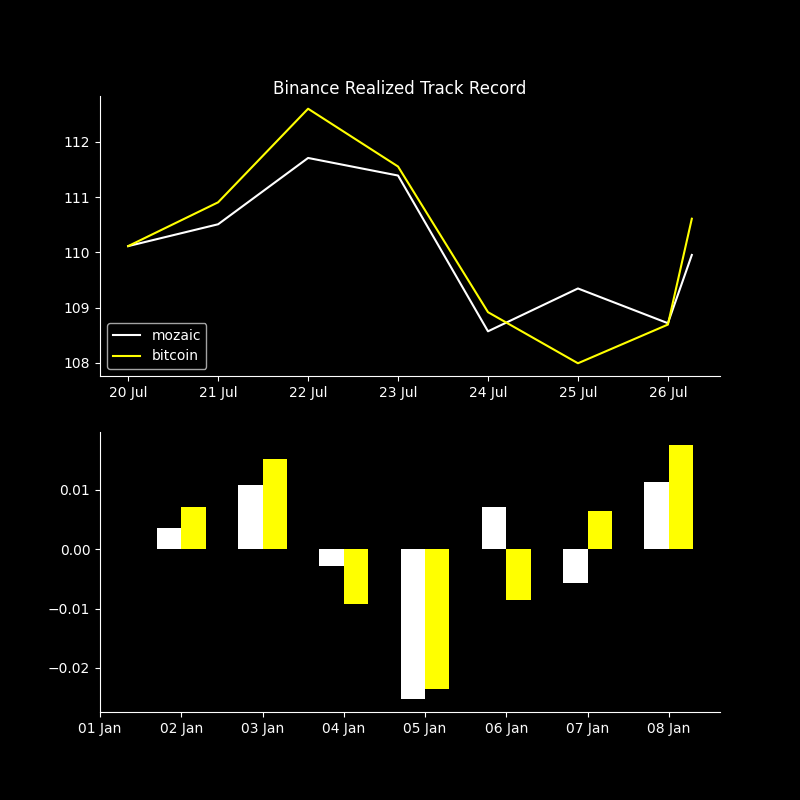 Binance Realized Track Record
112
111
110
109
108
mozaic
bitcoin
20 Jul 21 Jul 22 Jul 23 Jul 24 Jul 25 Jul 26 Jul
0.01
0.00
−0.01
−0.02
01 Jan 02 Jan 03 Jan 04 Jan 05 Jan 06 Jan 07 Jan 08 Jan